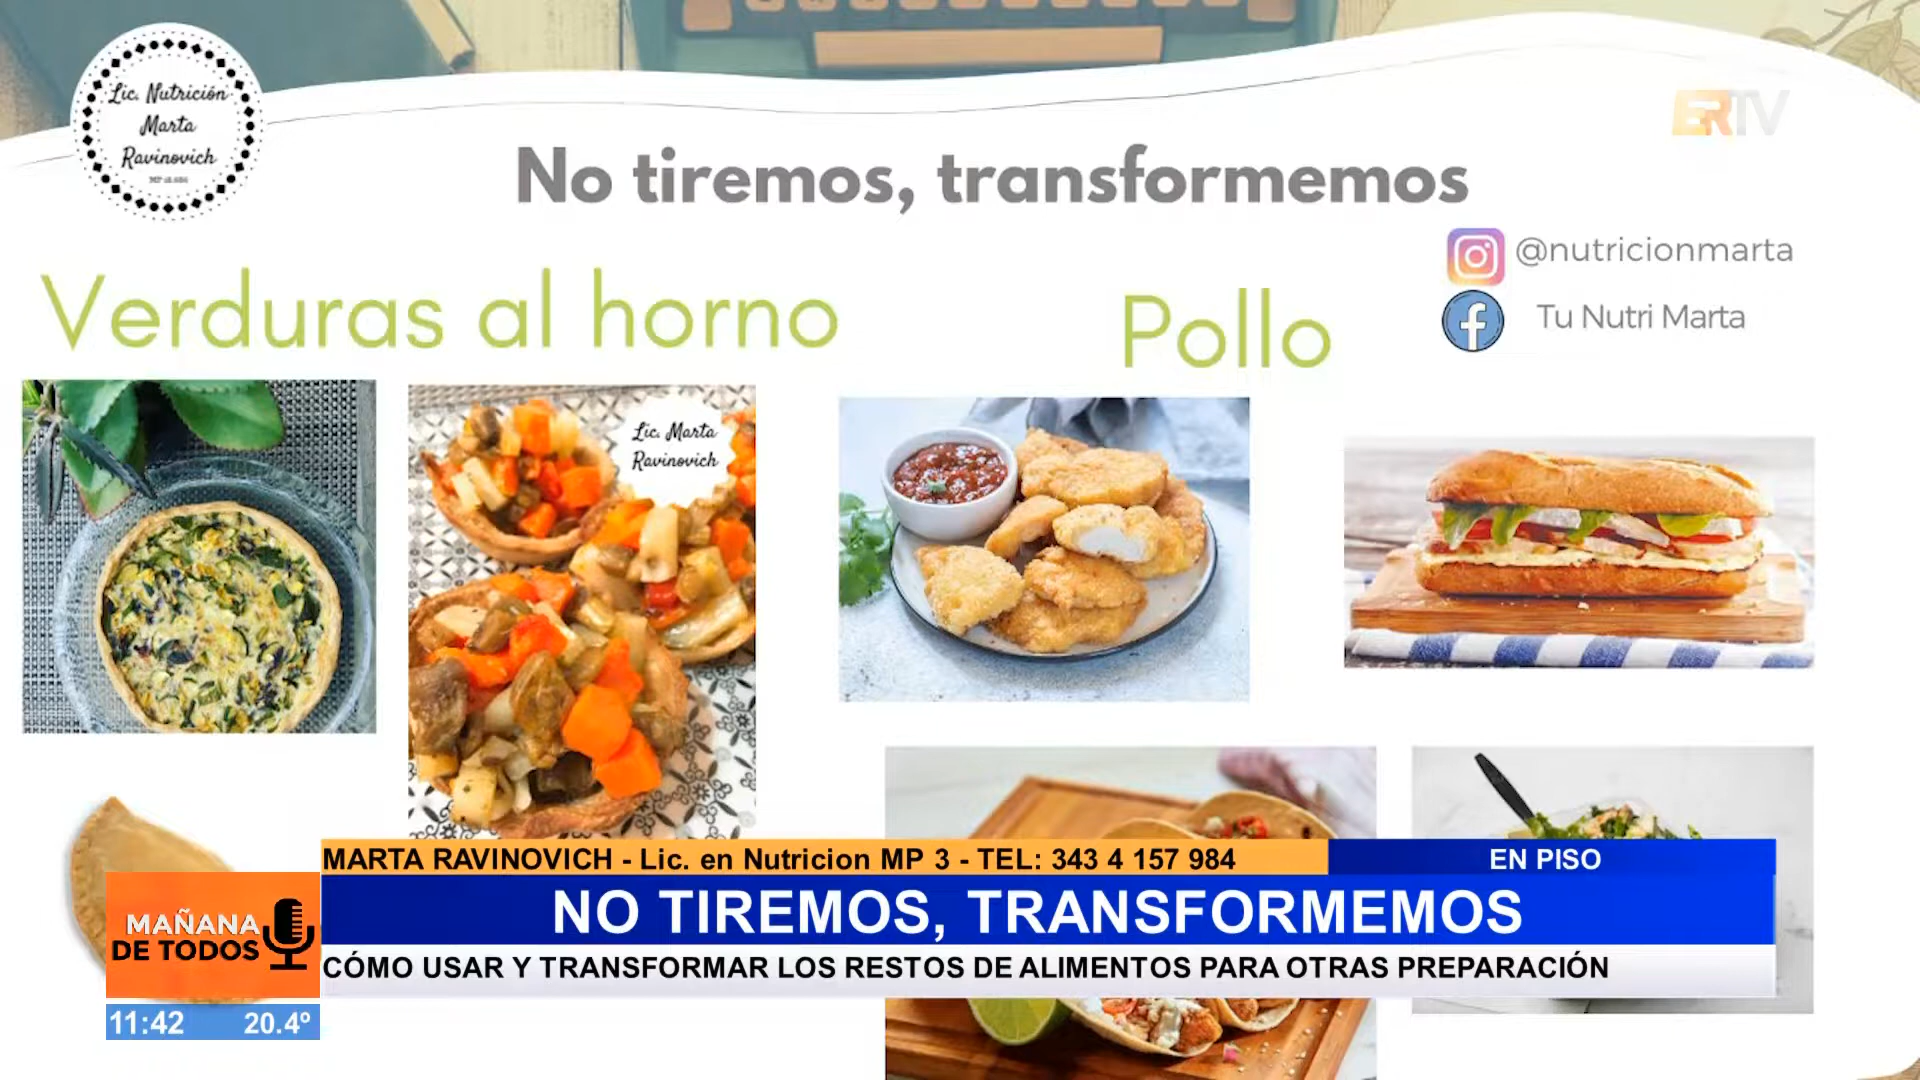 Lic. Nutrición
Marta
Ravinovich
ERTV
No tiremos, transformemos
@nutricionmarta
Tu Nutri Marta
Verduras al horno
Pollo
Lic. Marta
Ravinovich
MARTA RAVINOVICH - Lic. en Nutricion MP 3 - TEL: 343 4 157 984
EN PISO
MAÑANA
DE TODOS
NO TIREMOS, TRANSFORMEMOS
CÓMO USAR Y TRANSFORMAR LOS RESTOS DE ALIMENTOS PARA OTRAS PREPARACIÓN
11:42
20.4º